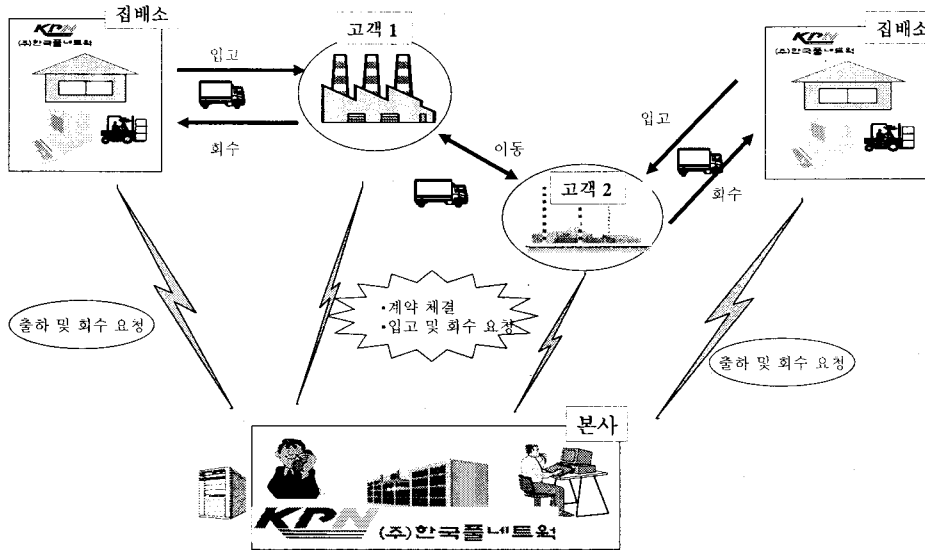 집배소
KPN
(주)한국풀네트웍
입고
회수
고객 1
이동
고객 2
집배소
KPN
(주)한국풀네트웍
입고
회수
출하 및 회수 요청
•계약 체결
•입고 및 회수 요청
출하 및 회수 요청
본사
KPN
(주)한국풀네트웍